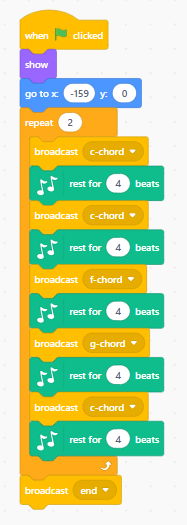 when clicked
show
go to x: -159 y: 0
repeat 2
broadcast c-chord
rest for 4 beats
broadcast c-chord
rest for 4 beats
broadcast f-chord
rest for 4 beats
broadcast g-chord
rest for 4 beats
broadcast c-chord
rest for 4 beats
broadcast end